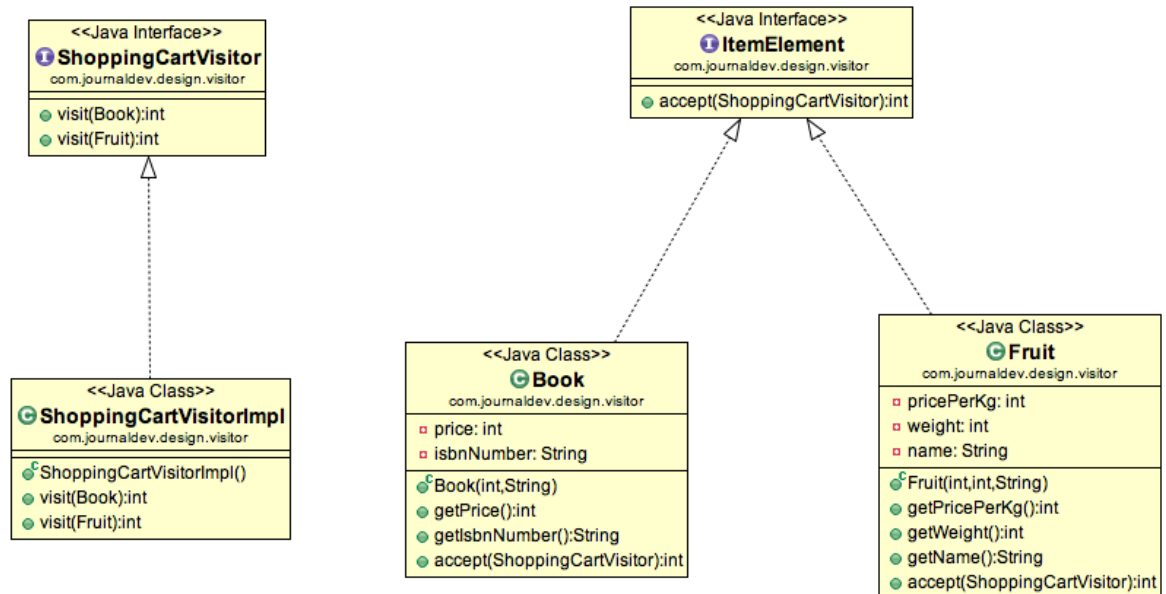 <<Java Interface>>
ShoppingCartVisitor
com.journaldev.design.visitor
visit(Book):int
visit(Fruit):int
<<Java Interface>>
ItemElement
com.journaldev.design.visitor
accept(ShoppingCartVisitor):int
<<Java Class>>
ShoppingCartVisitorImpl
com.journaldev.design.visitor
ShoppingCartVisitorImpl()
visit(Book):int
visit(Fruit):int
<<Java Class>>
Book
com.journaldev.design.visitor
price: int
isbnNumber: String
Book(int,String)
getPrice():int
getIsbnNumber():String
accept(ShoppingCartVisitor):int
<<Java Class>>
Fruit
com.journaldev.design.visitor
pricePerKg: int
weight: int
name: String
Fruit(int,int,String)
getPricePerKg():int
getWeight():int
getName():String
accept(ShoppingCartVisitor):int